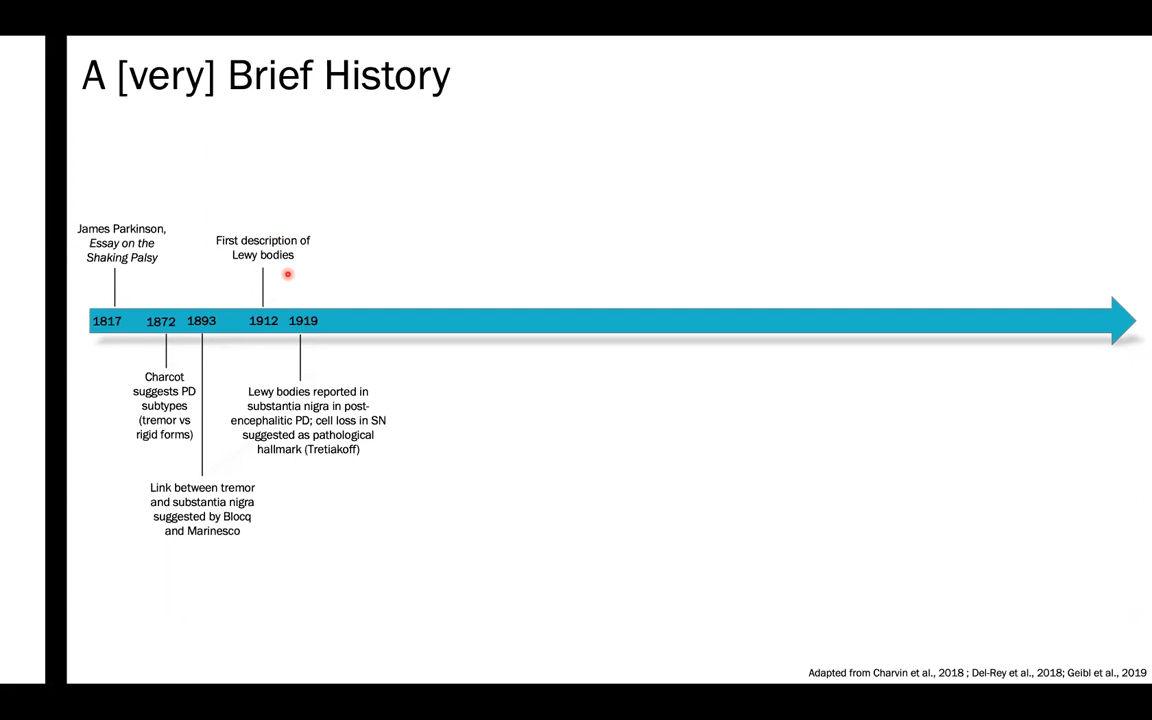 A [very] Brief History
James Parkinson,
Essay on the
Shaking Palsy
First description of
Lewy bodies
1817
1872
1893
1912
1919
Charcot
suggests PD
subtypes
(tremor vs
rigid forms)
Lewy bodies reported in
substantia nigra in post-
encephalitic PD; cell loss in SN
suggested as pathological
hallmark (Tretiakoff)
Link between tremor
and substantia nigra
suggested by Blocq
and Marinesco
Adapted from Charvin et al., 2018 ; Del-Rey et al., 2018; Geibl et al., 2019